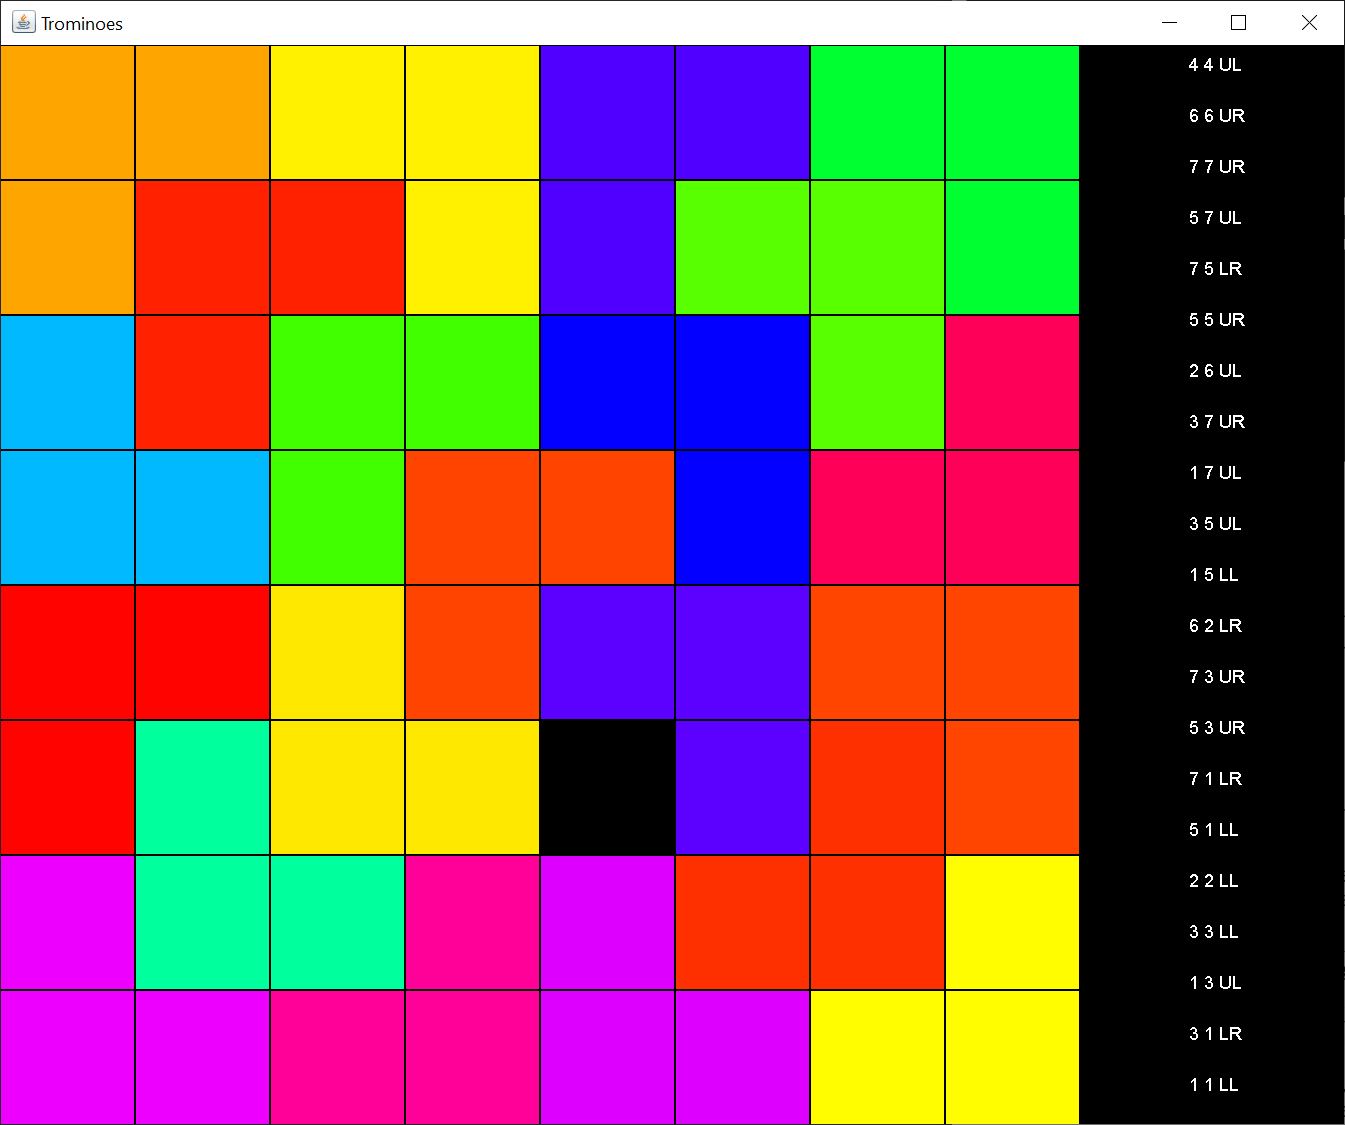 Trominoes
4 4 UL
6 6 UR
7 7 UR
5 7 UL
7 5 LR
5 5 UR
2 6 UL
3 7 UR
1 7 UL
3 5 UL
1 5 LL
6 2 LR
7 3 UR
5 3 UR
7 1 LR
5 1 LL
2 2 LL
3 3 LL
1 3 UL
3 1 LR
1 1 LL